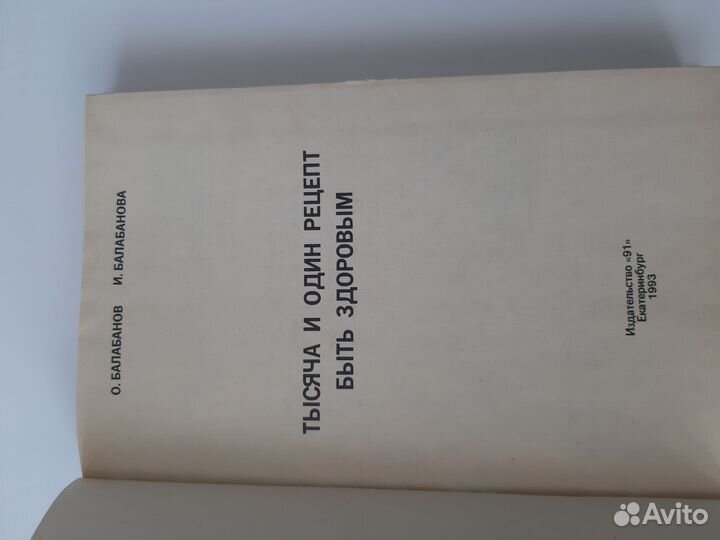 О. БАЛАБАНОВ И. БАЛАБАНОВА
ТЫСЯЧА И ОДИН РЕЦЕПТ
БЫТЬ ЗДОРОВЫМ
Издательство «91»
Екатеринбург
1993
Avito